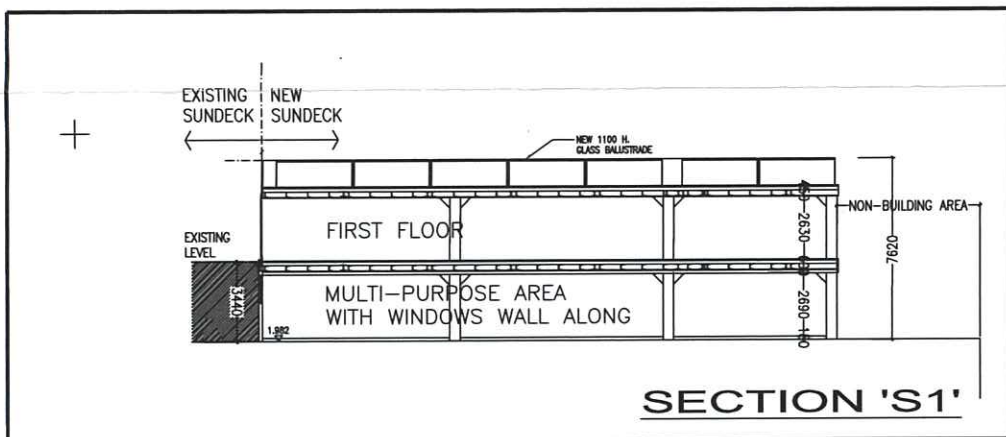 EXISTING NEW
SUNDECK SUNDECK
NEW 1100 H.
GLASS BALUSTRADE
NON-BUILDING AREA
FIRST FLOOR
2630
7620
EXISTING
LEVEL
3440
MULTI-PURPOSE AREA
WITH WINDOWS WALL ALONG
2690
160
1.982
SECTION 'S1'